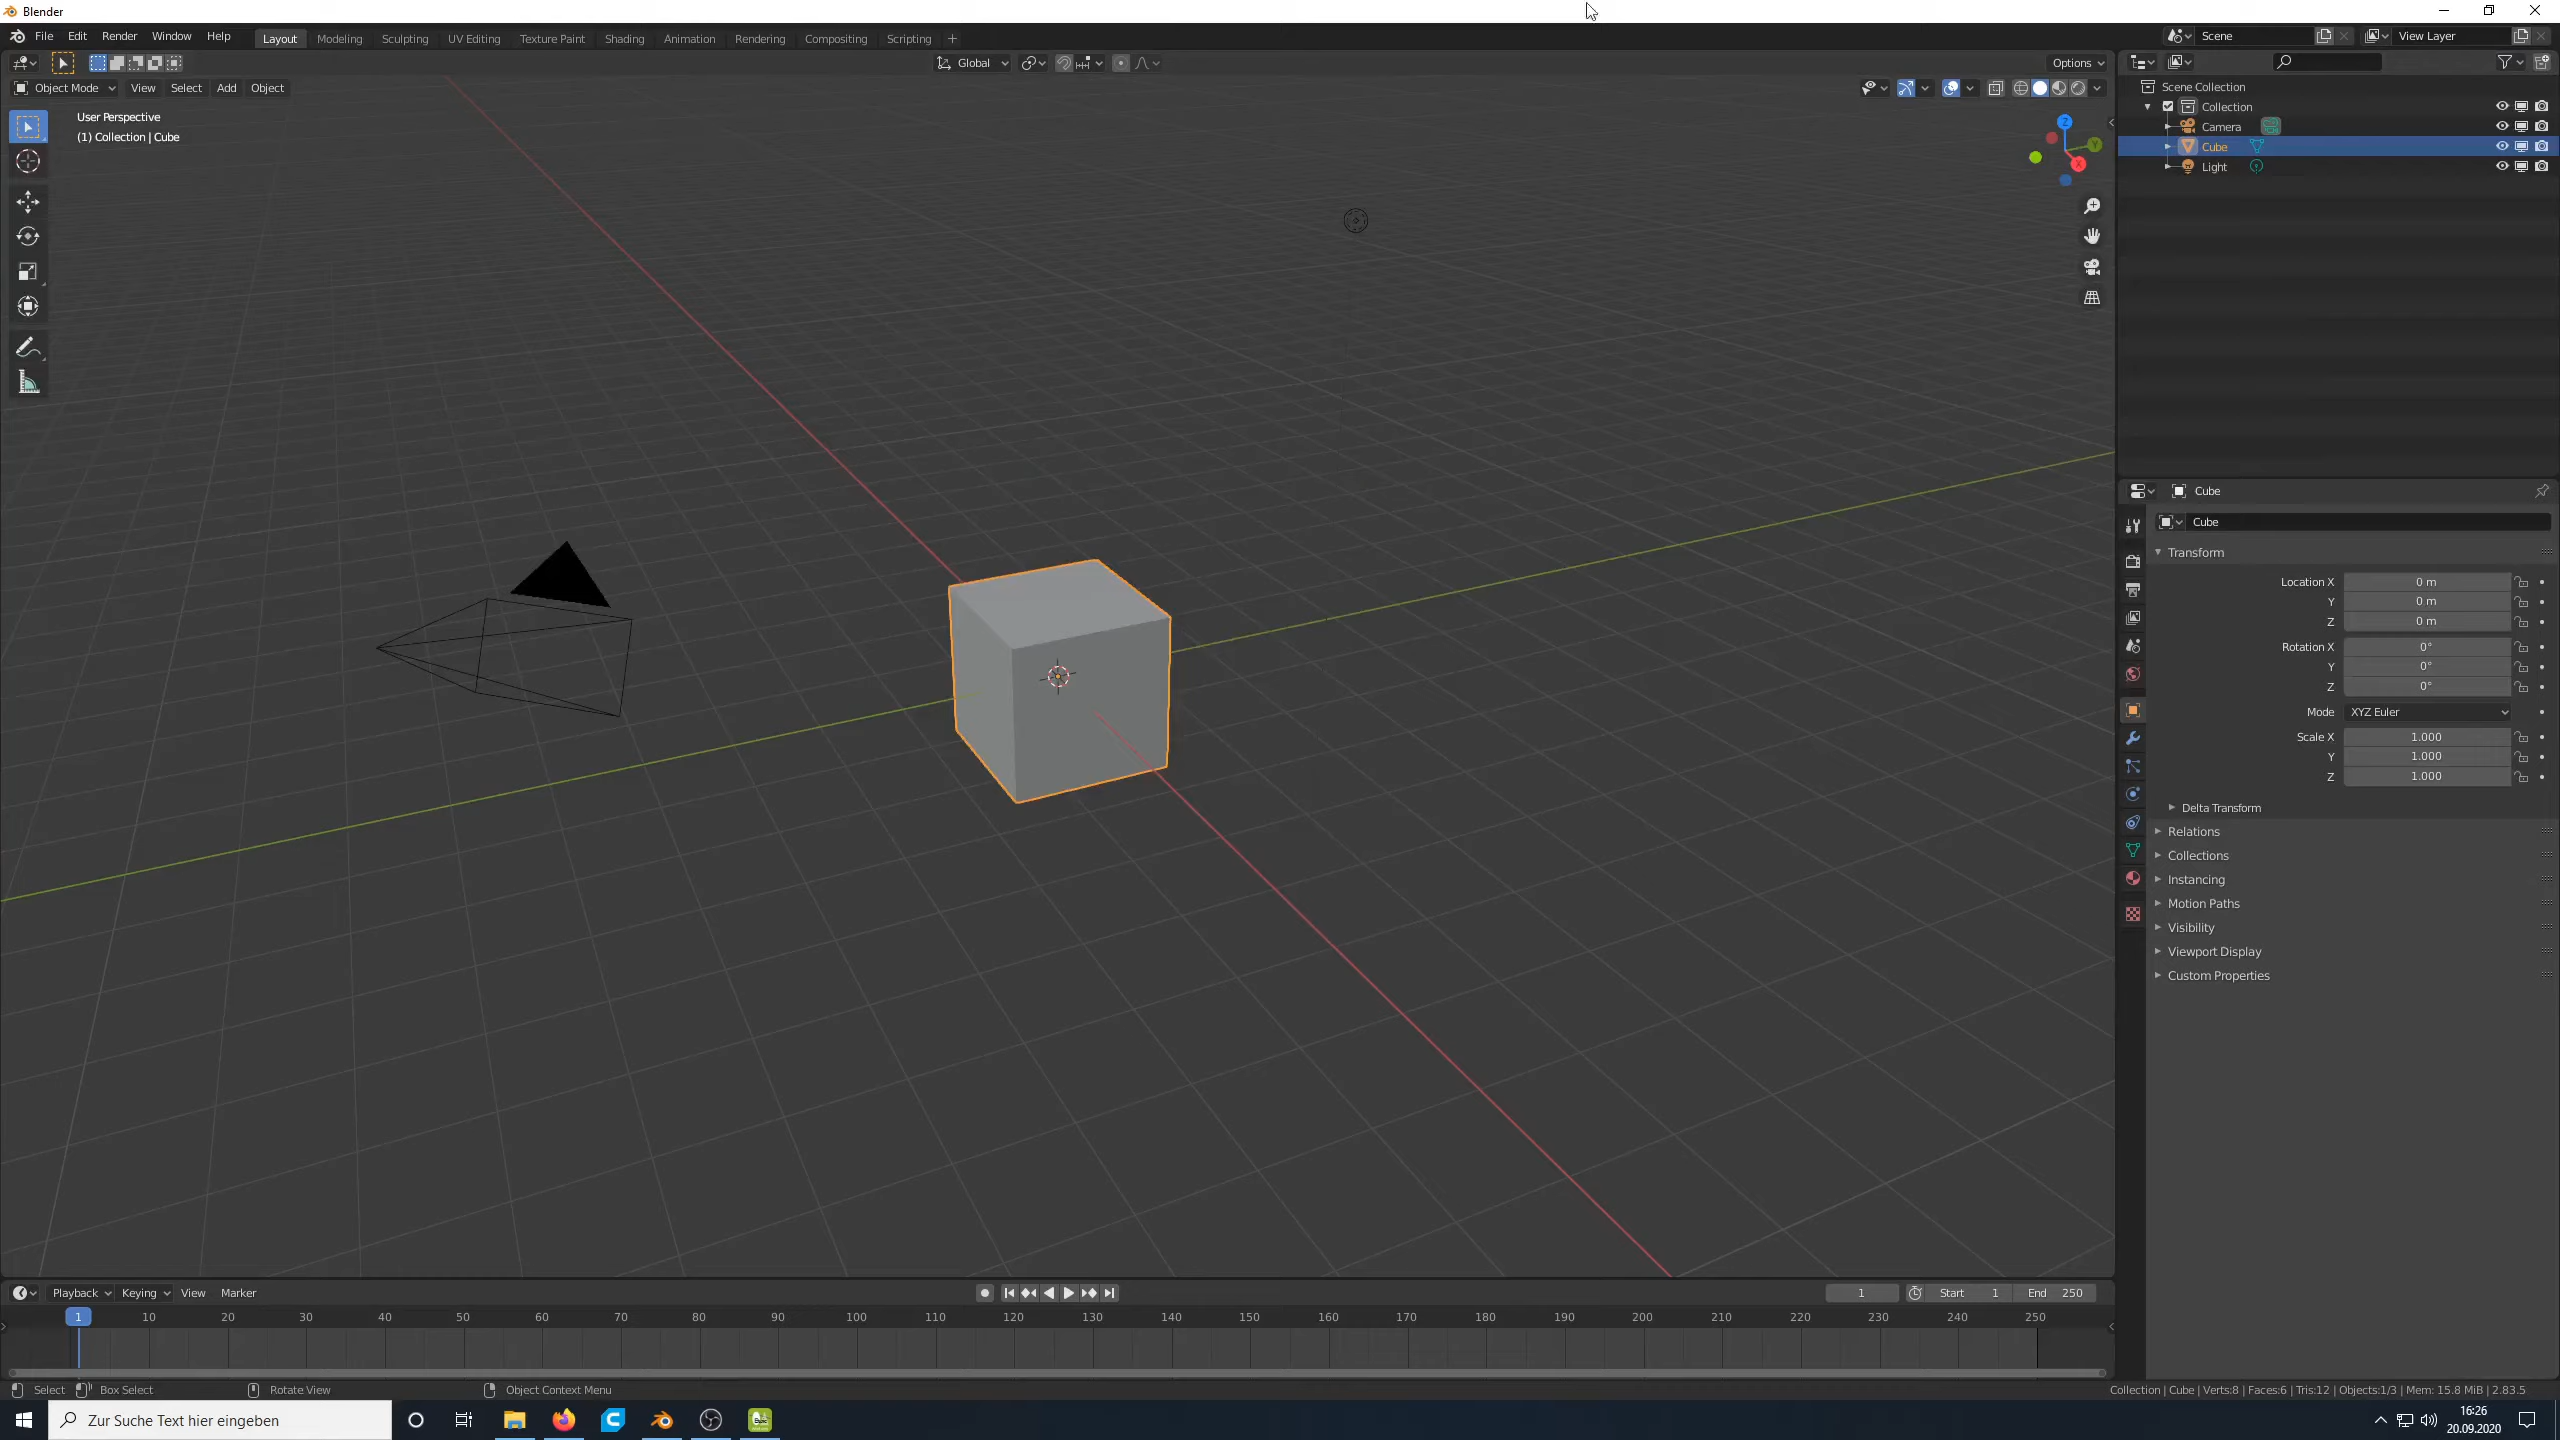 Blender
File Edit Render Window Help Layout Modeling Sculpting UV Editing Texture Paint Shading Animation Rendering Compositing Scripting +
Scene View Layer
Global Options
Object Mode View Select Add Object
User Perspective
(1) Collection | Cube
Z
Y
X
Scene Collection
Collection
Camera
Cube
Light
Cube
Cube
Transform
Location X 0 m
Y 0 m
Z 0 m
Rotation X 0°
Y 0°
Z 0°
Mode XYZ Euler
Scale X 1.000
Y 1.000
Z 1.000
Delta Transform
Relations
Collections
Instancing
Motion Paths
Visibility
Viewport Display
Custom Properties
Playback Keying View Marker 1 Start 1 End 250
1 10 20 30 40 50 60 70 80 90 100 110 120 130 140 150 160 170 180 190 200 210 220 230 240 250
Select Box Select Rotate View Object Context Menu Collection | Cube | Verts:8 | Faces:6 | Tris:12 | Objects:1/3 | Mem: 15.8 MiB | 2.83.5
Zur Suche Text hier eingeben
16:26
20.09.2020